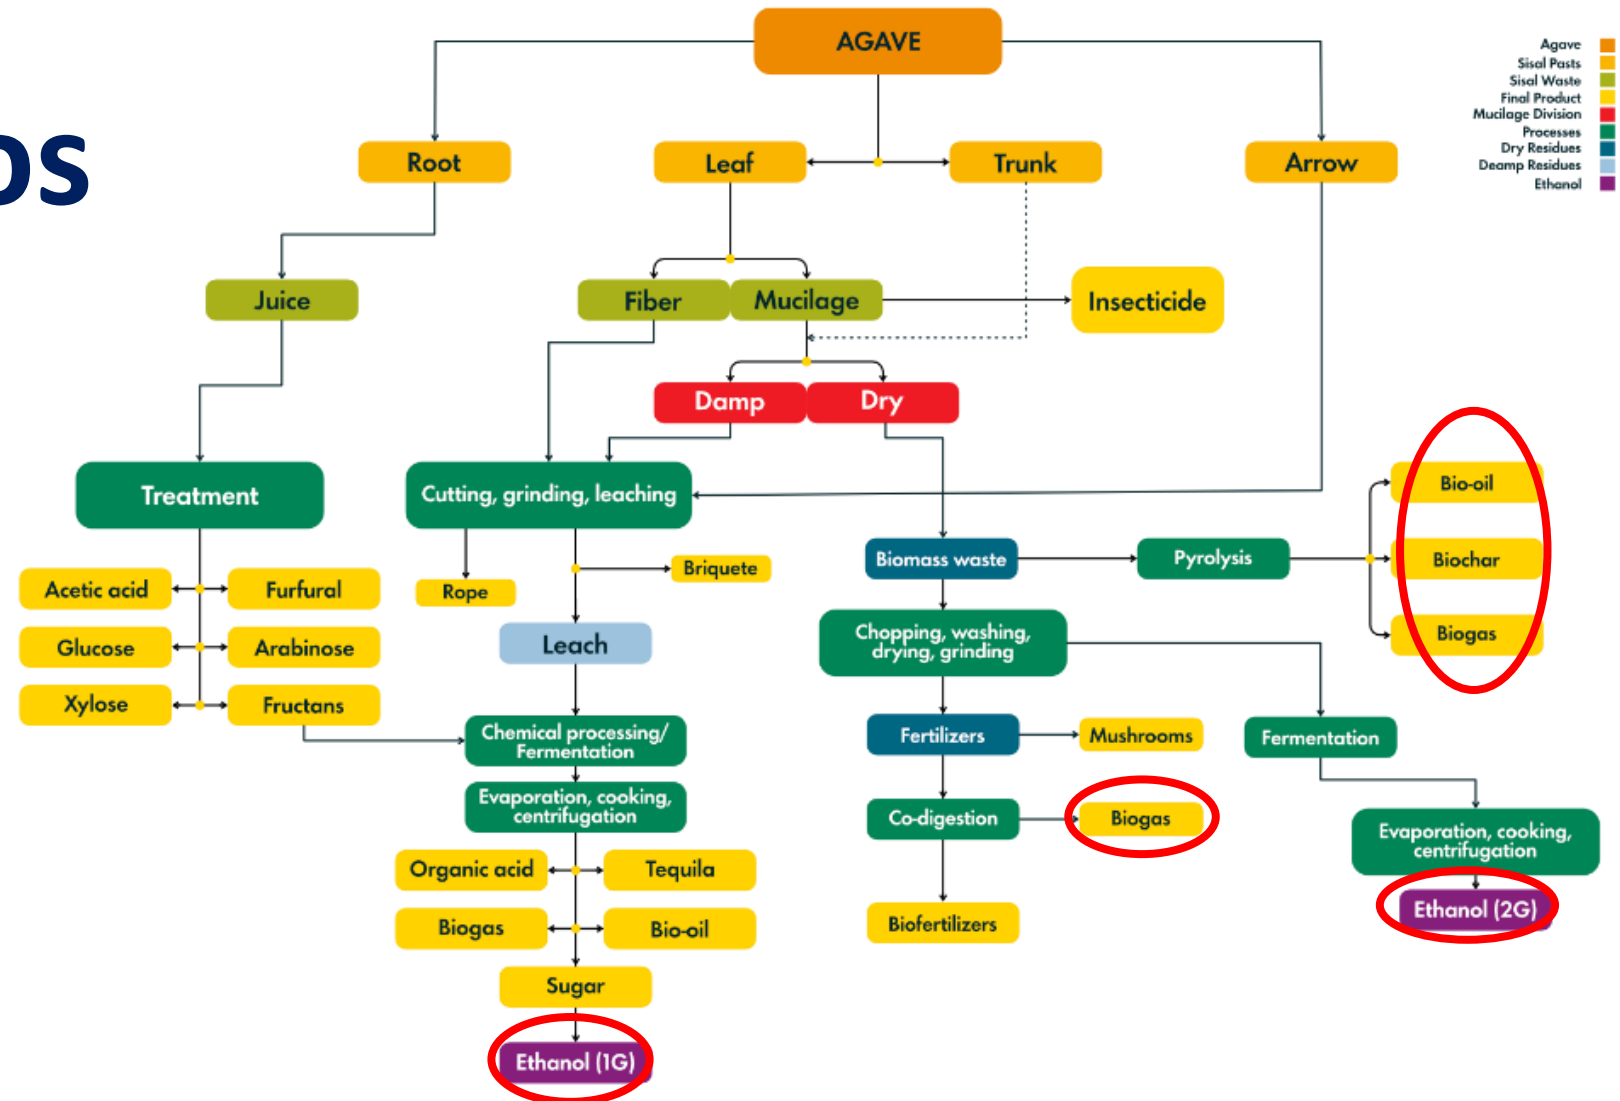 AGAVE
Agave
Sisal Pasts
Sisal Waste
Final Product
Mucilage Division
Processes
Dry Residues
Deamp Residues
Ethanol
os
Root
Leaf
Trunk
Arrow
Juice
Fiber
Mucilage
Insecticide
Damp
Dry
Treatment
Cutting, grinding, leaching
Bio-oil
Biomass waste
Pyrolysis
Biochar
Biogas
Acetic acid
Furfural
Rope
Briquete
Glucose
Arabinose
Leach
Chopping, washing,
drying, grinding
Xylose
Fructans
Chemical processing/
Fermentation
Fertilizers
Mushrooms
Fermentation
Evaporation, cooking,
centrifugation
Co-digestion
Biogas
Evaporation, cooking,
centrifugation
Organic acid
Tequila
Biogas
Bio-oil
Biofertilizers
Ethanol (2G)
Sugar
Ethanol (1G)